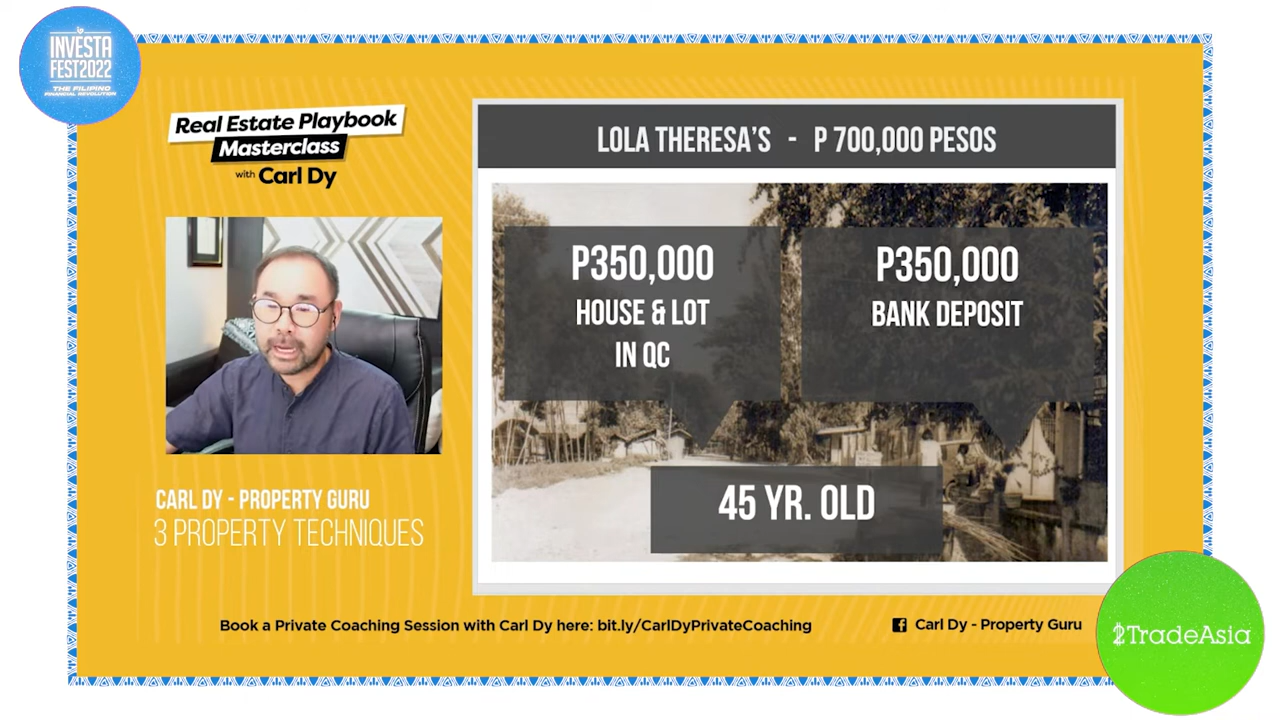 INVESTA
FEST2022
THE FILIPINO
FINANCIAL REVOLUTION
Real Estate Playbook
Masterclass
with Carl Dy
LOLA THERESA'S - P 700,000 PESOS
P350,000
HOUSE & LOT
IN QC
P350,000
BANK DEPOSIT
45 YR. OLD
CARL DY - PROPERTY GURU
3 PROPERTY TECHNIQUES
Book a Private Coaching Session with Carl Dy here: bit.ly/CarlDyPrivateCoaching
Carl Dy - Property Guru
TradeAsia